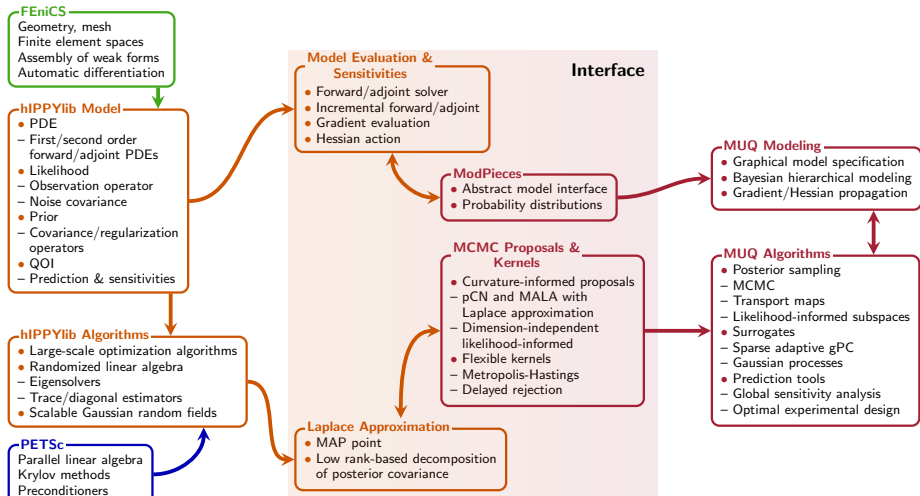 FEniCS
Geometry, mesh
Finite element spaces
Assembly of weak forms
Automatic differentiation
hIPPYlib Model
• PDE
– First/second order
forward/adjoint PDEs
• Likelihood
– Observation operator
– Noise covariance
• Prior
– Covariance/regularization
operators
• QOI
– Prediction & sensitivities
hIPPYlib Algorithms
• Large-scale optimization algorithms
• Randomized linear algebra
– Eigensolvers
– Trace/diagonal estimators
• Scalable Gaussian random fields
PETSc
Parallel linear algebra
Krylov methods
Preconditioners
Interface
Model Evaluation &
Sensitivities
• Forward/adjoint solver
• Incremental forward/adjoint
• Gradient evaluation
• Hessian action
ModPieces
• Abstract model interface
• Probability distributions
MCMC Proposals &
Kernels
• Curvature-informed proposals
– pCN and MALA with
Laplace approximation
– Dimension-independent
likelihood-informed
• Flexible kernels
– Metropolis-Hastings
– Delayed rejection
Laplace Approximation
• MAP point
• Low rank-based decomposition
of posterior covariance
MUQ Modeling
• Graphical model specification
• Bayesian hierarchical modeling
• Gradient/Hessian propagation
MUQ Algorithms
• Posterior sampling
– MCMC
– Transport maps
– Likelihood-informed subspaces
• Surrogates
– Sparse adaptive gPC
– Gaussian processes
• Prediction tools
– Global sensitivity analysis
– Optimal experimental design